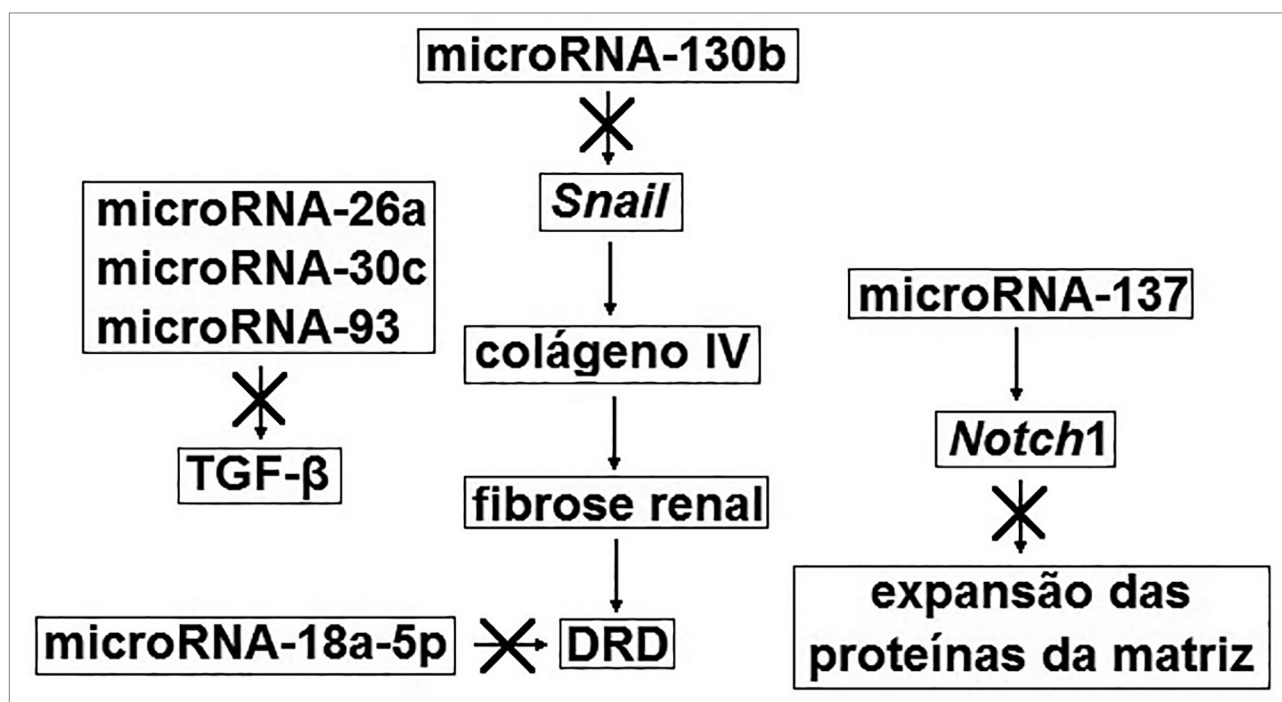 microRNA-130b
Snail
colágeno IV
fibrose renal
DRD
microRNA-26a
microRNA-30c
microRNA-93
TGF-β
microRNA-18a-5p
microRNA-137
Notch1
expansão das
proteínas da matriz